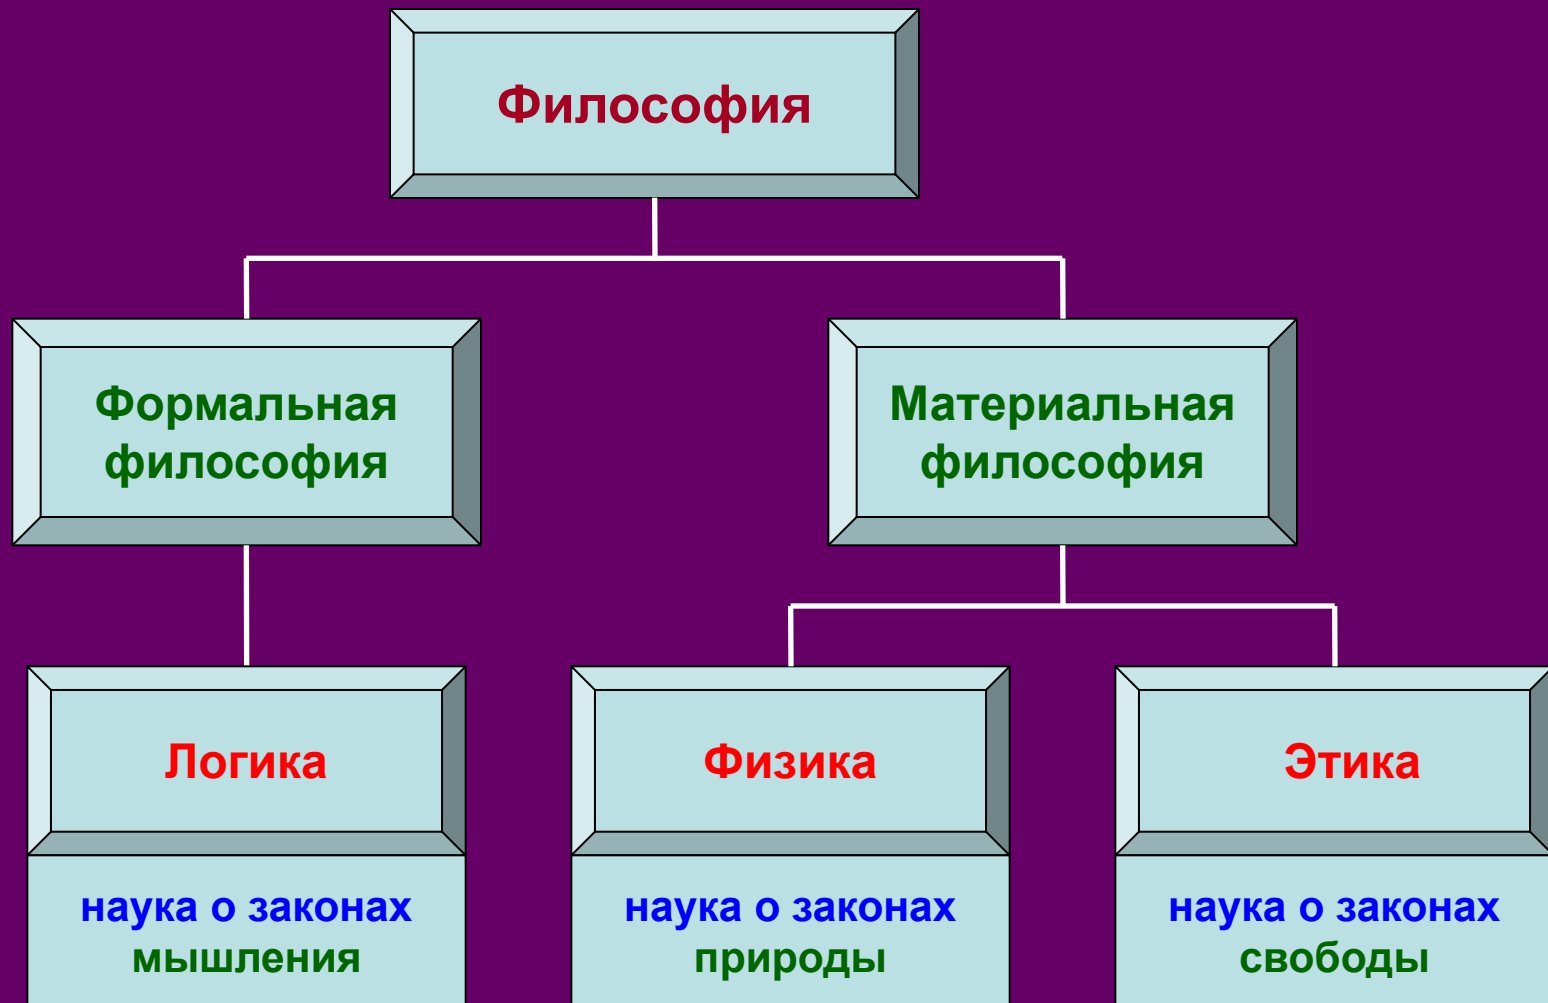 Философия
Формальная
философия
Материальная
философия
Логика
Физика
Этика
наука о законах
мышления
наука о законах
природы
наука о законах
свободы